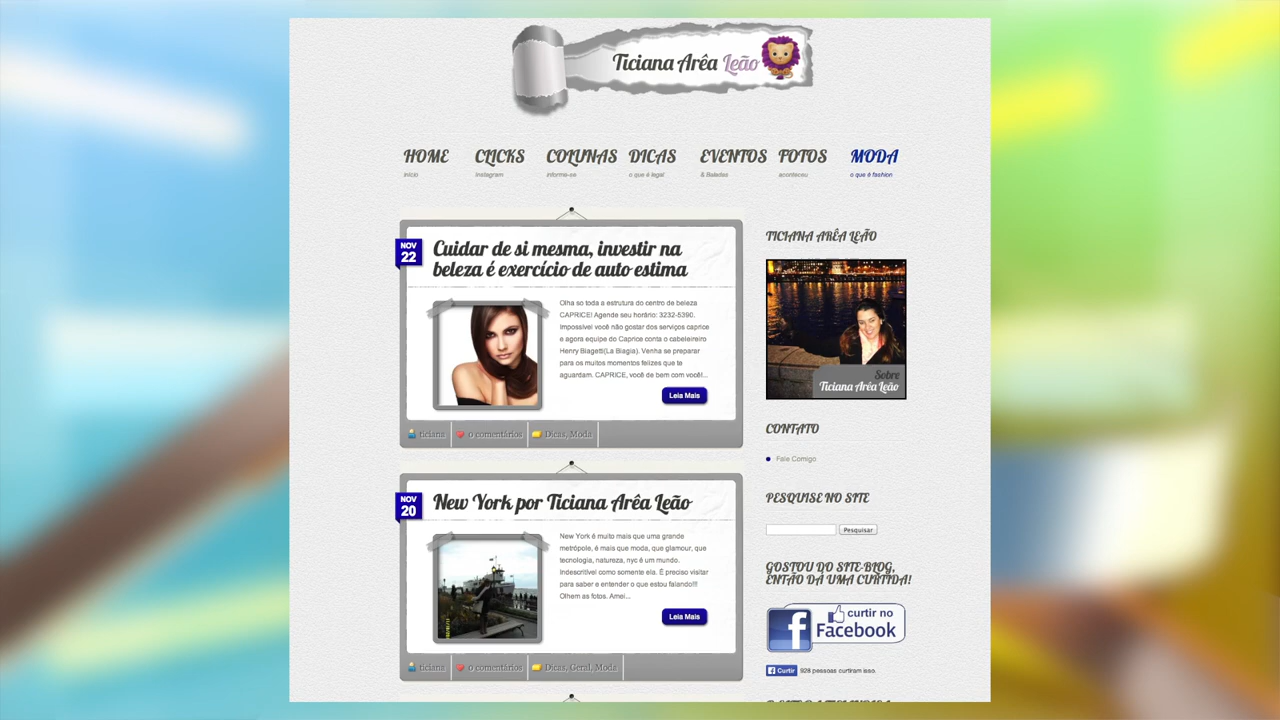 Ticiana Arêa Leão
HOME
início
CLICKS
Instagram
COLUNAS
informe-se
DICAS
o que é legal
EVENTOS
& Baladas
FOTOS
aconteceu
MODA
o que é fashion
NOV
22
Cuidar de si mesma, investir na
beleza é exercício de auto estima
Olha so toda a estrutura do centro de beleza
CAPRICE! Agende seu horário: 3232-5390.
Impossível você não gostar dos serviços caprice
e agora equipe do Caprice conta o cabeleireiro
Henry Biagetti(La Biagia). Venha se preparar
para os muitos momentos felizes que te
aguardam. CAPRICE, você de bem com você!...
Leia Mais
ticiana
0 comentários
Dicas, Moda
NOV
20
New York por Ticiana Arêa Leão
New York é muito mais que uma grande
metrópole, é mais que moda, que glamour, que
tecnologia, natureza, nyc é um mundo.
Indescritível como somente ela. É preciso visitar
para saber e entender o que estou falando!!!
Olhem as fotos. Amei...
Leia Mais
ticiana
0 comentários
Dicas, Geral, Moda
TICIANA ARÊA LEÃO
Sobre
Ticiana Arêa Leão
CONTATO
Fale Comigo
PESQUISE NO SITE
Pesquisar
GOSTOU DO SITE-BLOG,
ENTÃO DÁ UMA CURTIDA!
curtir no
Facebook
Curtir 928 pessoas curtiram isso.